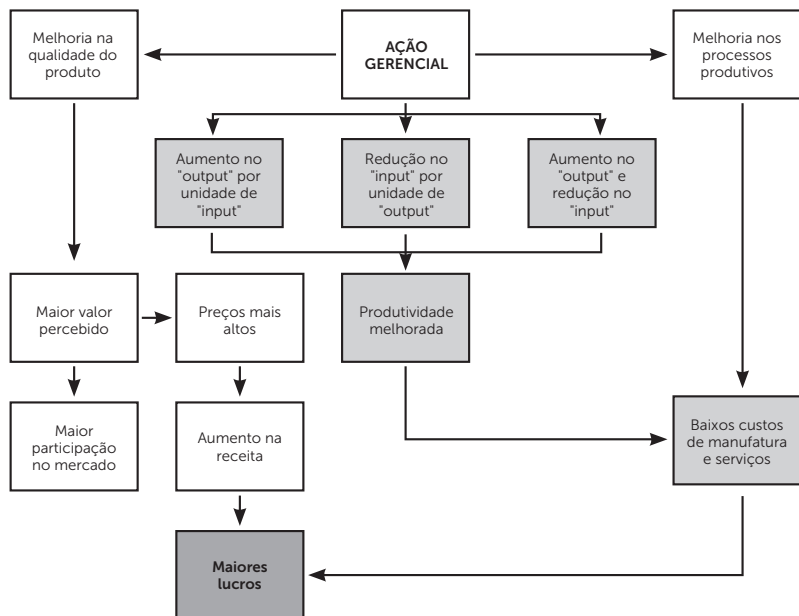 Melhoria na
qualidade do
produto
AÇÃO
GERENCIAL
Melhoria nos
processos
produtivos
Aumento no
"output" por
unidade de
"input"
Redução no
"input" por
unidade de
"output"
Aumento no
"output" e
redução no
"input"
Maior valor
percebido
Preços mais
altos
Produtividade
melhorada
Maior
participação
no mercado
Aumento na
receita
Baixos custos
de manufatura
e serviços
Maiores
lucros